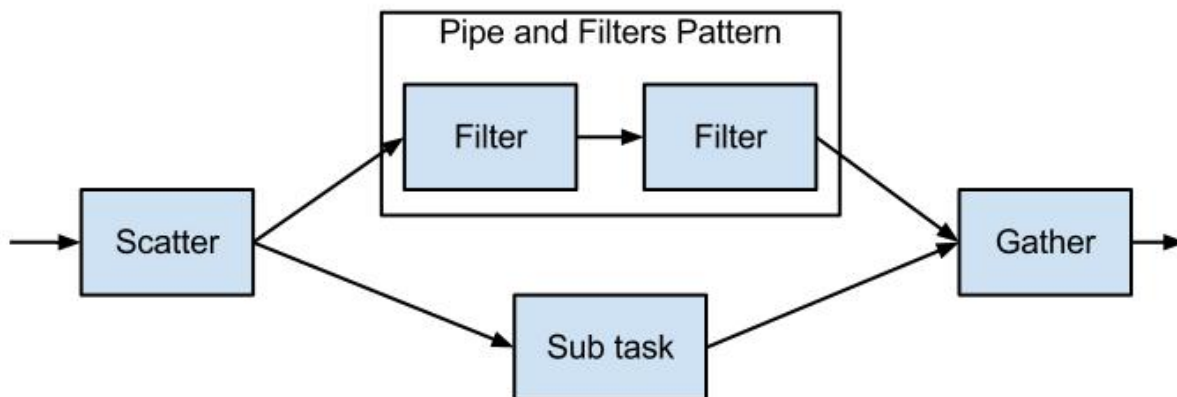 Pipe and Filters Pattern
Filter
Filter
Scatter
Gather
Sub task